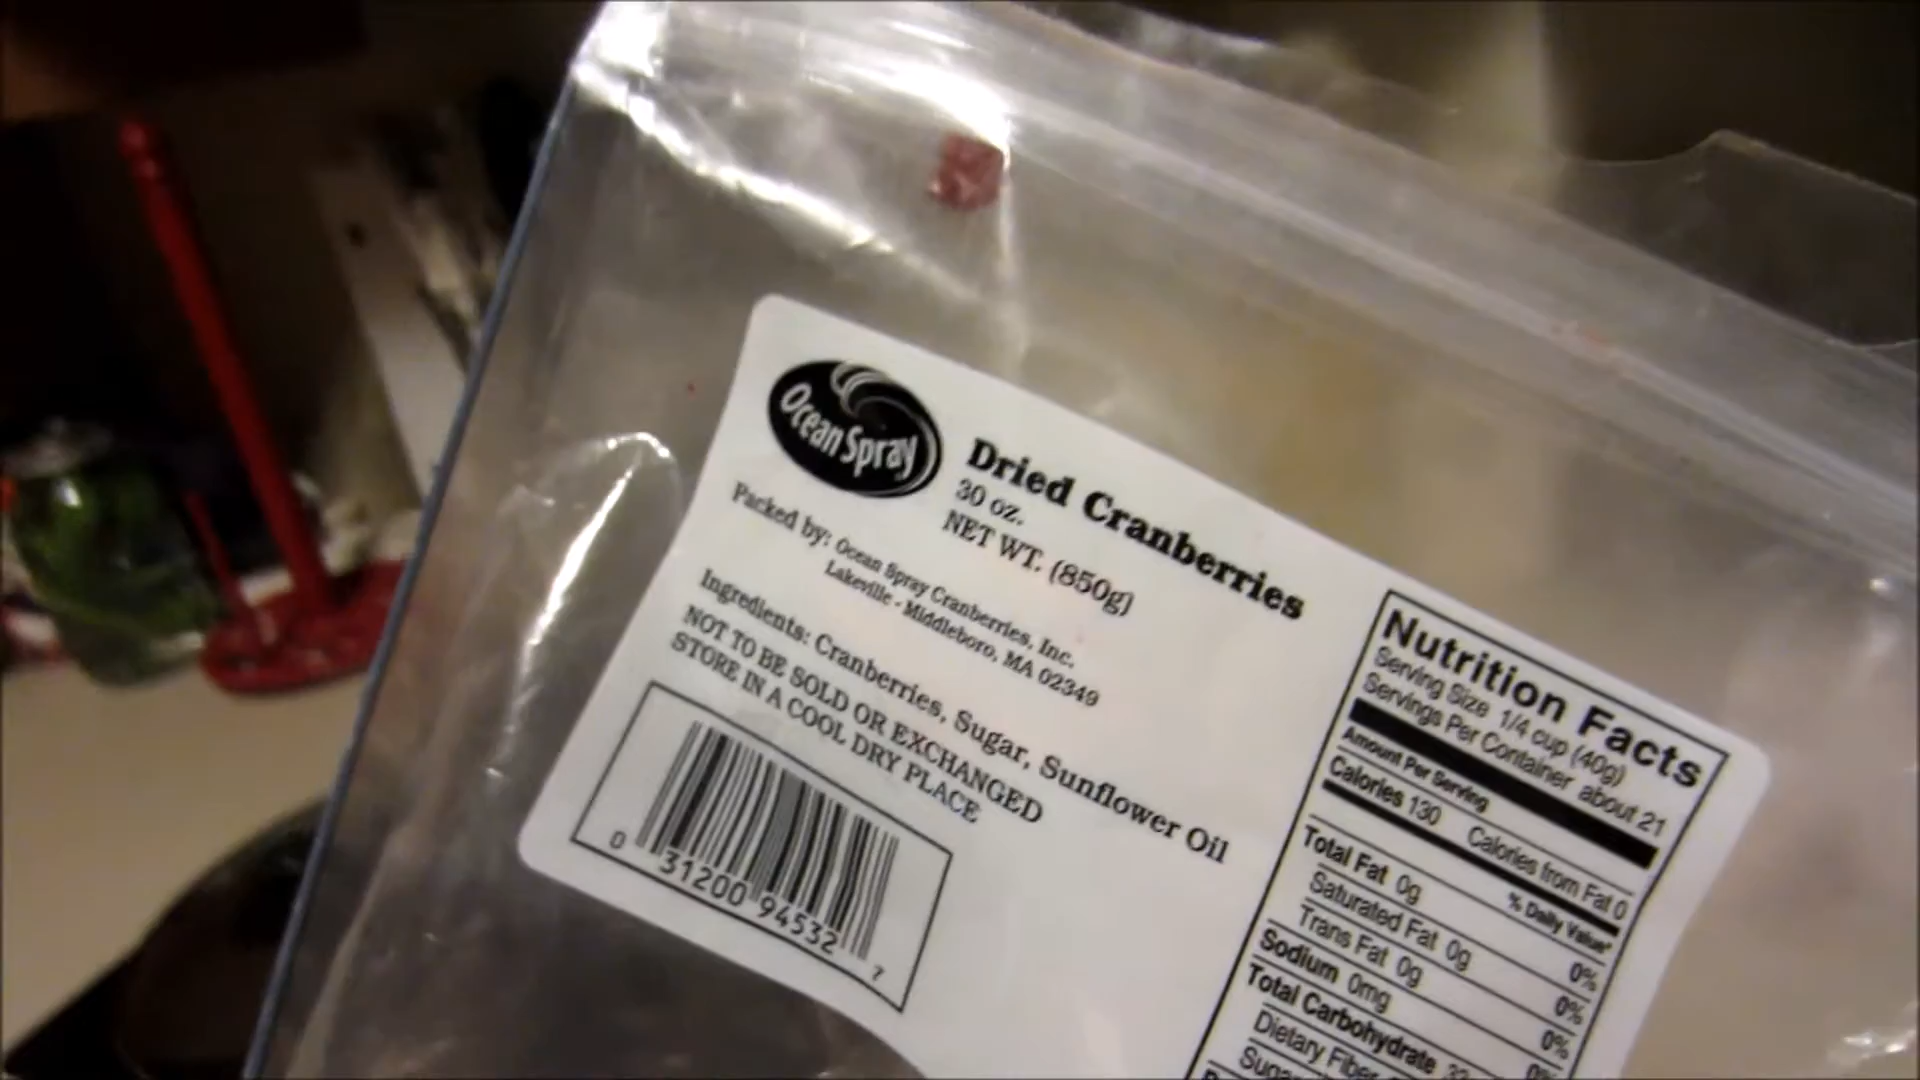 Ocean Spray
Dried Cranberries
30 oz.
NET WT. (850g)
Packed by: Ocean Spray Cranberries, Inc.
Lakeville - Middleboro, MA 02349
Ingredients: Cranberries, Sugar, Sunflower Oil
NOT TO BE SOLD OR EXCHANGED
STORE IN A COOL DRY PLACE
0 31200 94532 7
Nutrition Facts
Serving Size 1/4 cup (40g)
Servings Per Container about 21
Amount Per Serving
Calories 130 Calories from Fat 0
% Daily Value*
Total Fat 0g 0%
Saturated Fat 0g 0%
Trans Fat 0g
Sodium 0mg 0%
Total Carbohydrate
Dietary Fiber